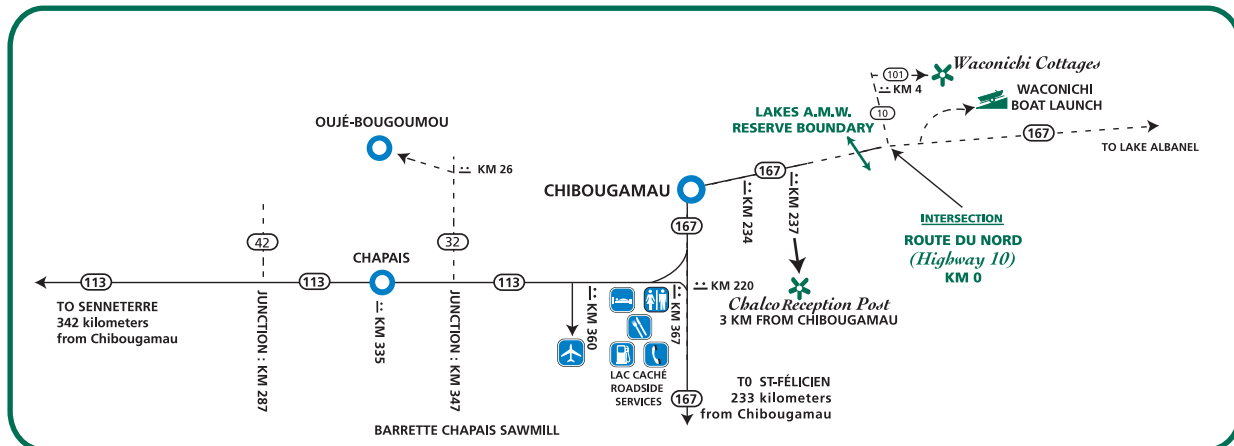 Waconichi Cottages
101
KM 4
WACONICHI
BOAT LAUNCH
10
LAKES A.M.W.
RESERVE BOUNDARY
OUJÉ-BOUGOUMOU
167
TO LAKE ALBANEL
KM 26
167
CHIBOUGAMAU
KM 234
KM 237
INTERSECTION
ROUTE DU NORD
(Highway 10)
KM 0
167
42
32
CHAPAIS
113
113
113
KM 220
TO SENNETERRE
342 kilometers
from Chibougamau
JUNCTION : KM 287
KM 335
JUNCTION : KM 347
KM 360
KM 367
Chalco Reception Post
3 KM FROM CHIBOUGAMAU
LAC CACHÉ
ROADSIDE
SERVICES
T0 ST-FÉLICIEN
233 kilometers
from Chibougamau
167
BARRETTE CHAPAIS SAWMILL